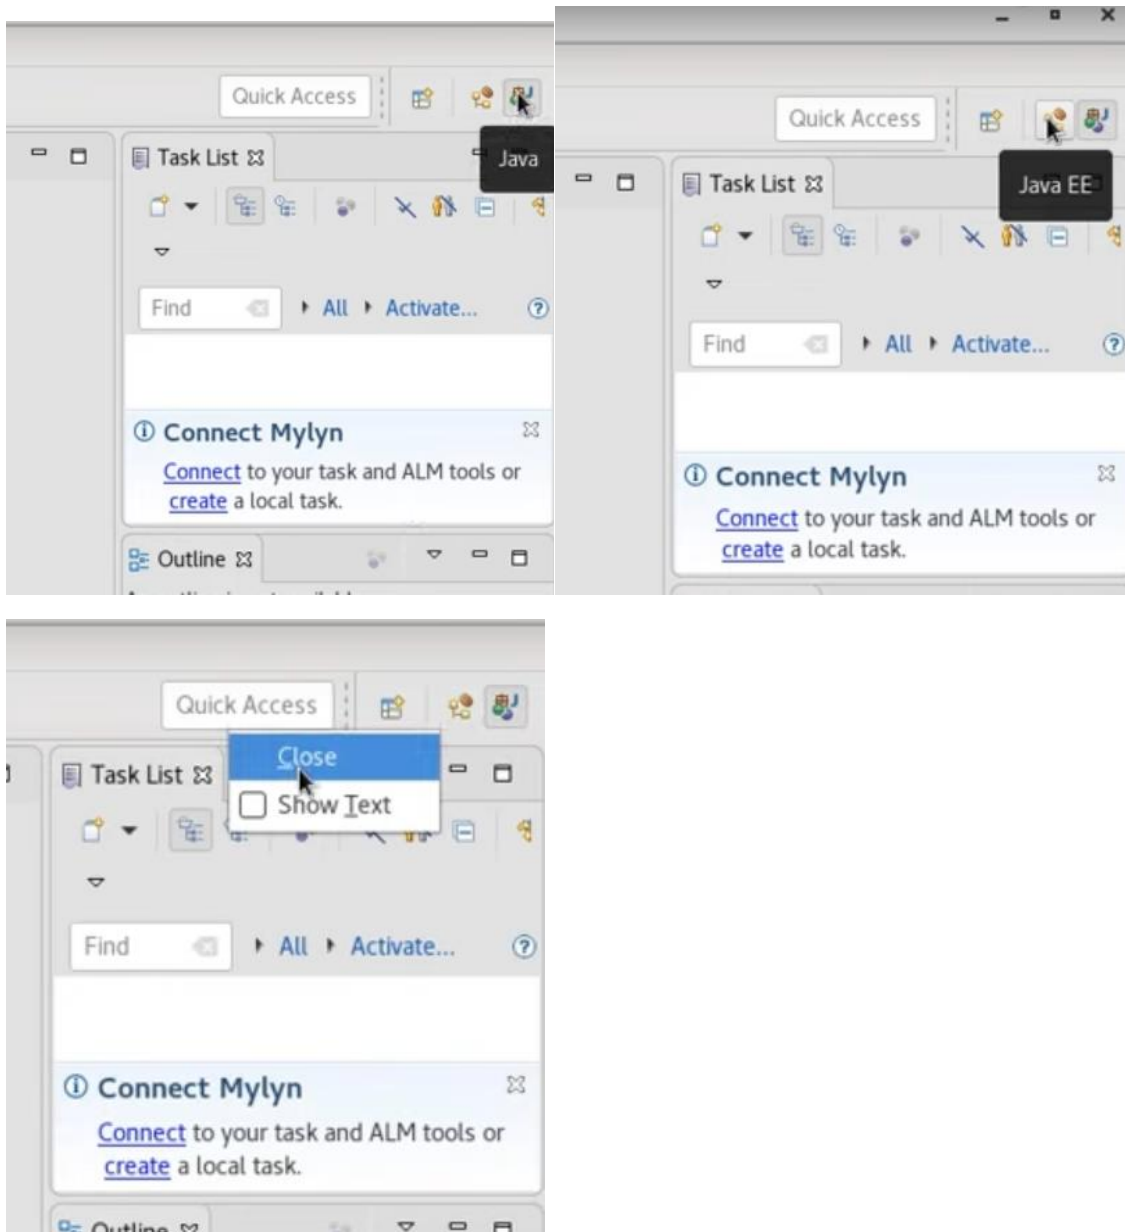 Quick Access
Task List
Java
Find
All
Activate...
Connect Mylyn
Connect to your task and ALM tools or
create a local task.
Outline
Quick Access
Task List
Java EE
Find
All
Activate...
Connect Mylyn
Connect to your task and ALM tools or
create a local task.
Quick Access
Close
Task List
Show Text
Find
All
Activate...
Connect Mylyn
Connect to your task and ALM tools or
create a local task.
Outline